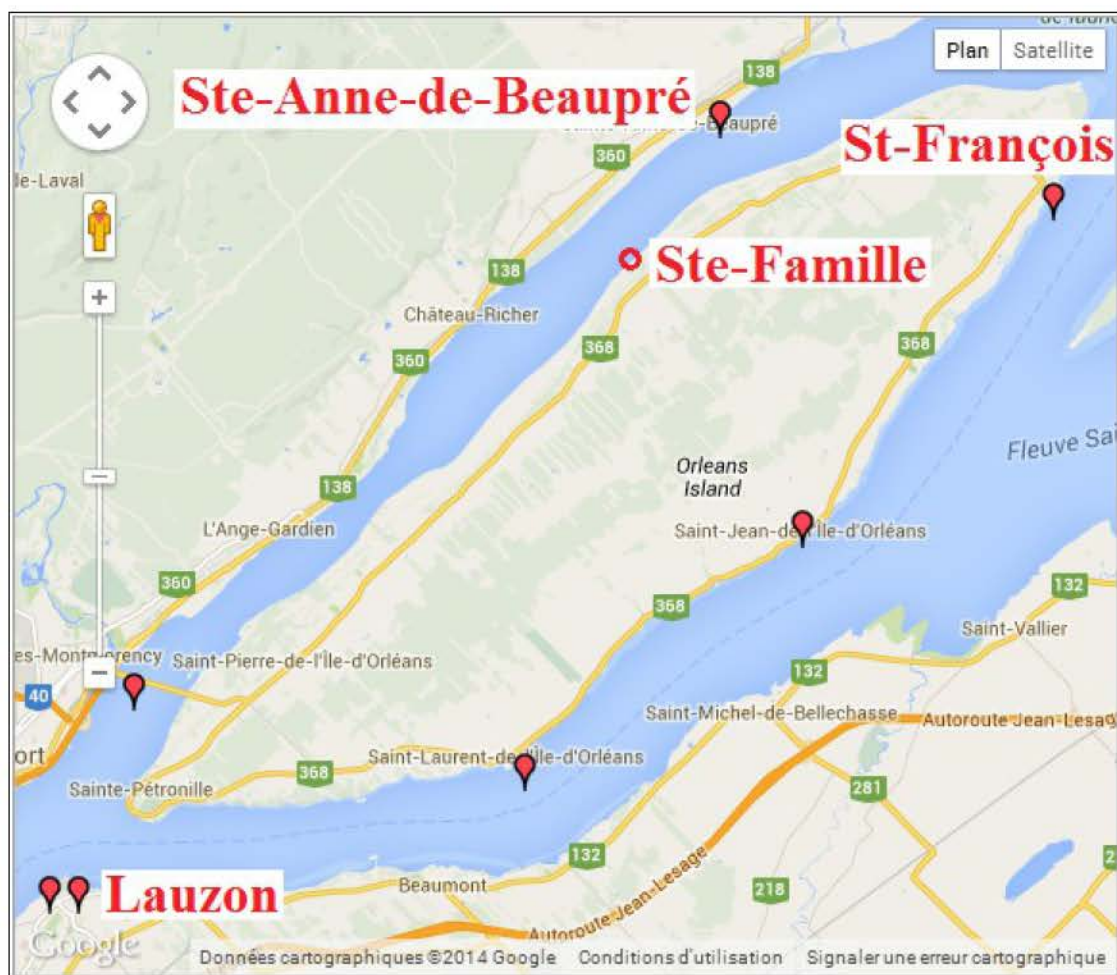 Plan
Satellite
138
Ste-Anne-de-Beaupré
360
St-François
de-Laval
Ste-Famille
138
Château-Richer
368
368
360
Fleuve Sai
Orleans
Island
138
L'Ange-Gardien
Saint-Jean-de-l'Île-d'Orléans
360
132
368
Saint-Vallier
Saint-Pierre-de-l'Île-d'Orléans
132
40
Saint-Michel-de-Bellechasse
Autoroute Jean-Lesag
ort
Saint-Laurent-de-l'Île-d'Orléans
368
Sainte-Pétronille
281
132
Lauzon
Beaumont
218
Autoroute Jean-Lesage
Google
Données cartographiques ©2014 Google
Conditions d'utilisation
Signaler une erreur cartographique